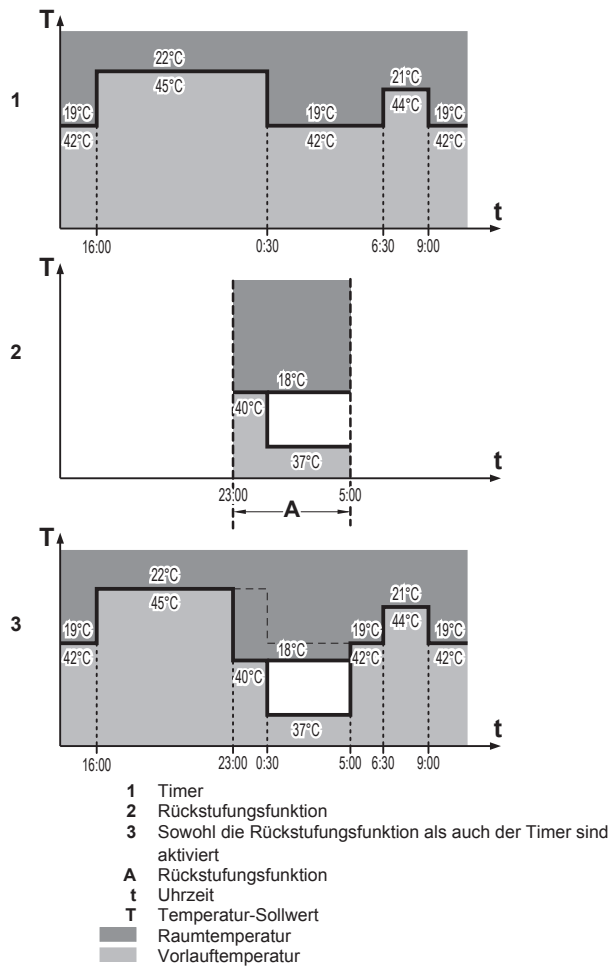 T
22°C
45°C
21°C
44°C
1
19°C
19°C
19°C
42°C
42°C
42°C
t
16:00
0:30
6:30
9:00
T
2
18°C
40°C
37°C
t
23:00
5:00
A
T
22°C
45°C
21°C
44°C
3
19°C
18°C
19°C
19°C
42°C
40°C
42°C
42°C
37°C
t
16:00
23:00
0:30
5:00
6:30
9:00
1 Timer
2 Rückstufungsfunktion
3 Sowohl die Rückstufungsfunktion als auch der Timer sind
aktiviert
A Rückstufungsfunktion
t Uhrzeit
T Temperatur-Sollwert
Raumtemperatur
Vorlauftemperatur